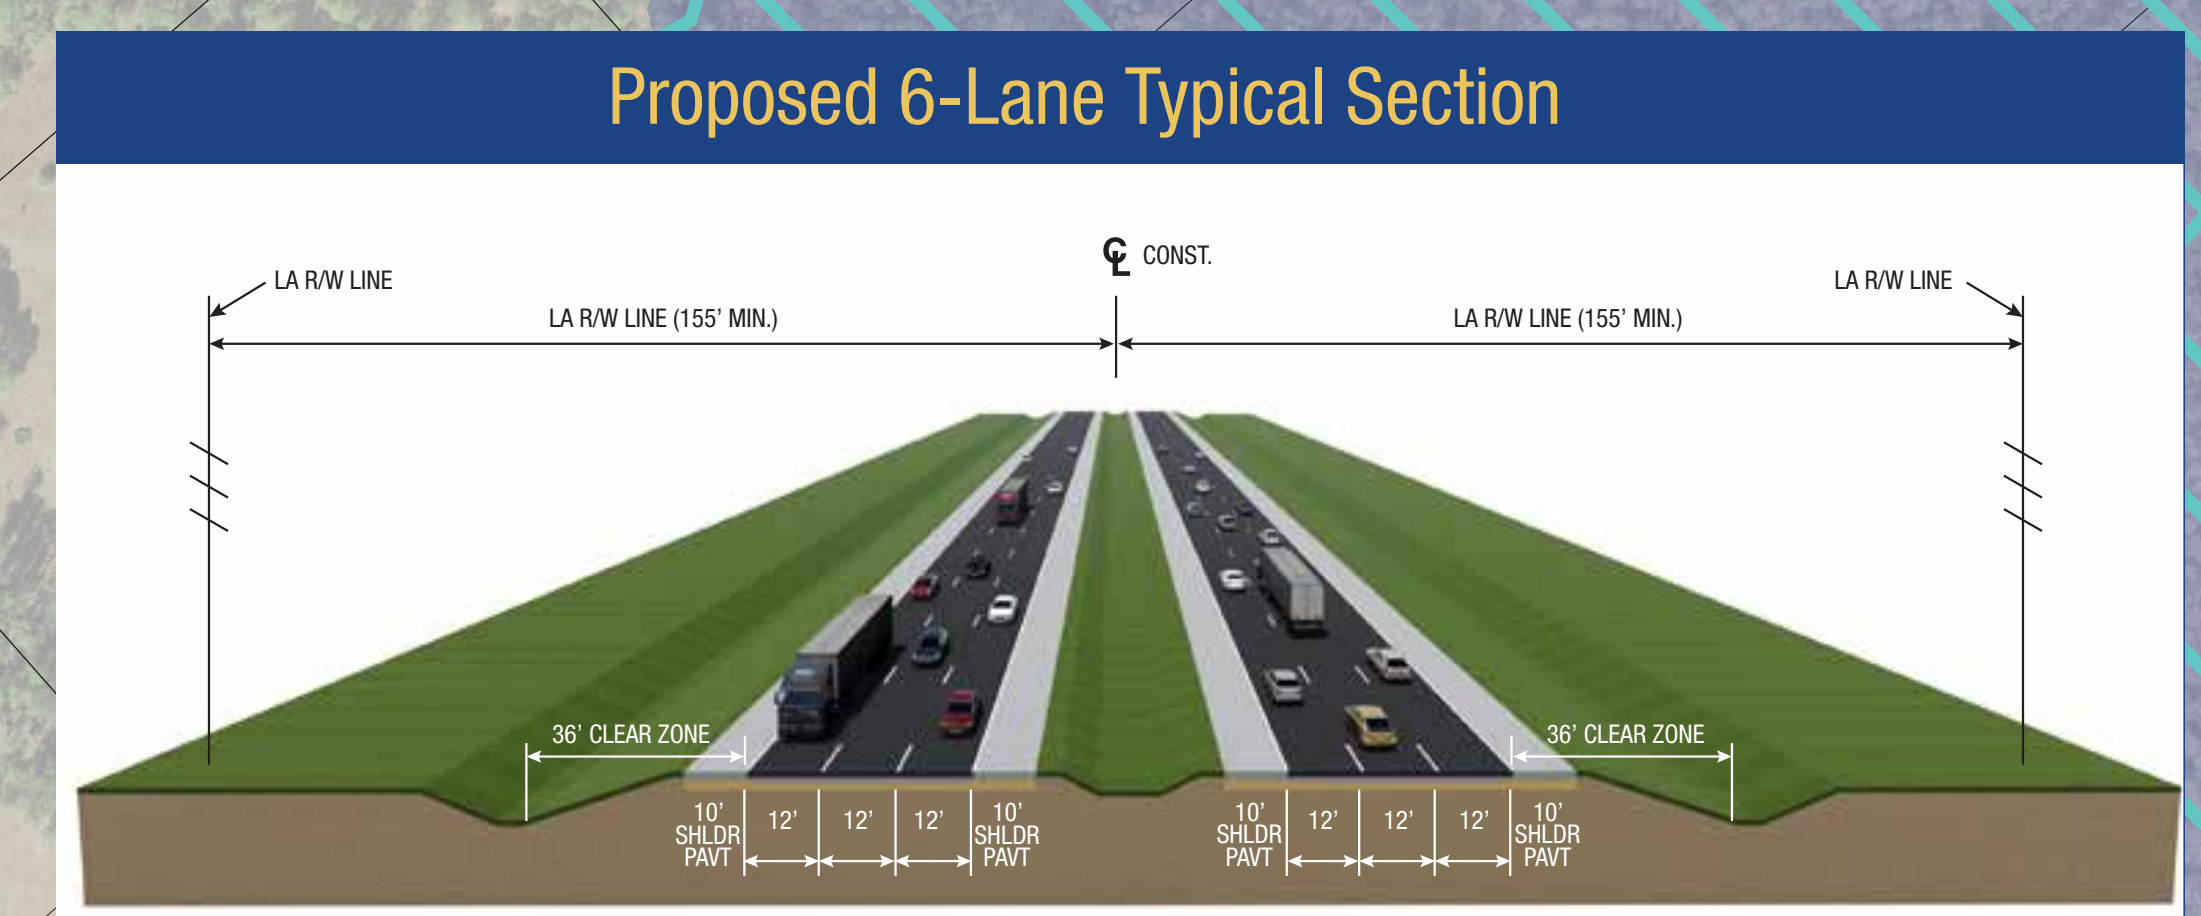 Proposed 6-Lane Typical Section
℄ CONST.
LA R/W LINE
LA R/W LINE
LA R/W LINE (155’ MIN.)
LA R/W LINE (155’ MIN.)
36’ CLEAR ZONE
36’ CLEAR ZONE
10’
SHLDR
PAVT
12’
12’
12’
10’
SHLDR
PAVT
10’
SHLDR
PAVT
12’
12’
12’
10’
SHLDR
PAVT